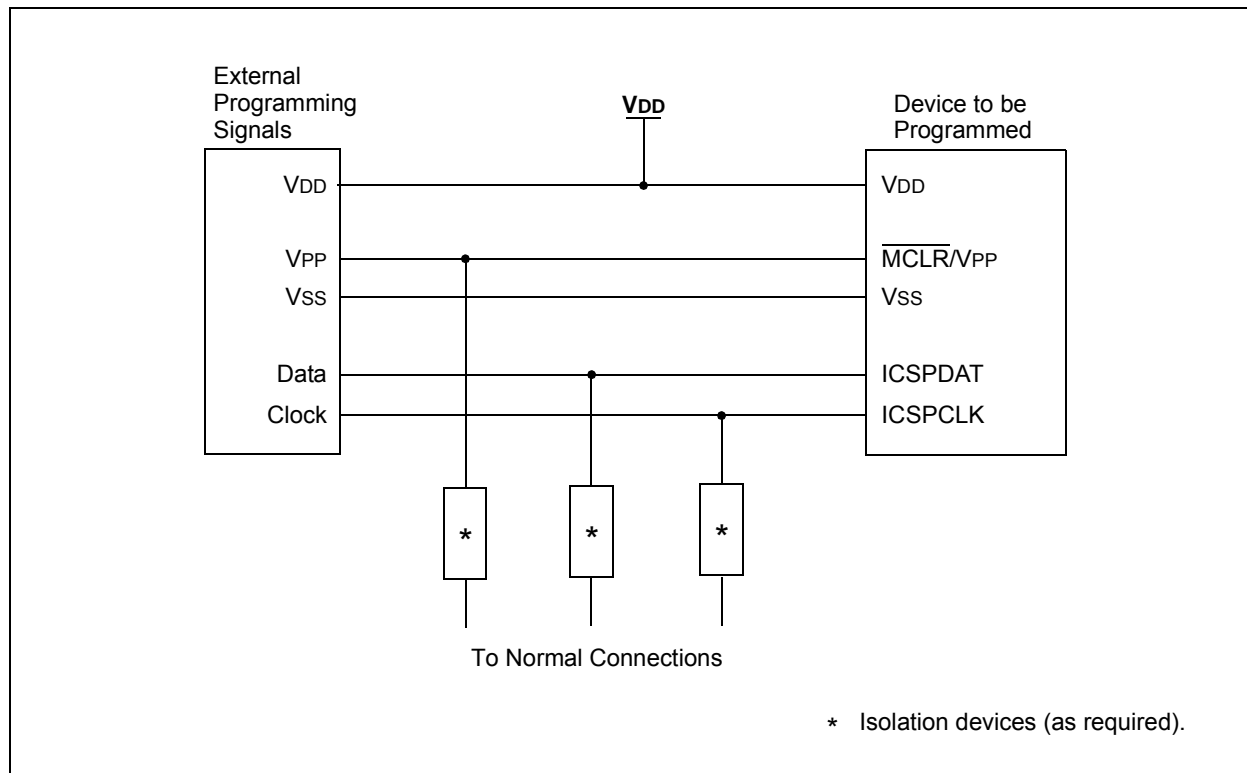 External
Programming
Signals
VDD
Device to be
Programmed
VDD
VDD
VPP
MCLR/VPP
VSS
VSS
Data
ICSPDAT
Clock
ICSPCLK
*
*
*
To Normal Connections
* Isolation devices (as required).